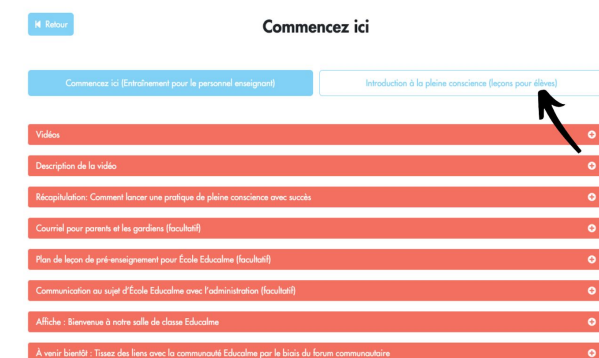 Retour
Commencez ici
Commencez ici (Entraînement pour le personnel enseignant)
Introduction à la pleine conscience (leçons pour élèves)
Vidéos
Description de la vidéo
Récapitulation: Comment lancer une pratique de pleine conscience avec succès
Courriel pour parents et les gardiens (facultatif)
Plan de leçon de pré-enseignement pour École Educalme (facultatif)
Communication au sujet d'École Educalme avec l'administration (facultatif)
Affiche : Bienvenue à notre salle de classe Educalme
À venir bientôt : Tissez des liens avec la communauté Educalme par le biais du forum communautaire